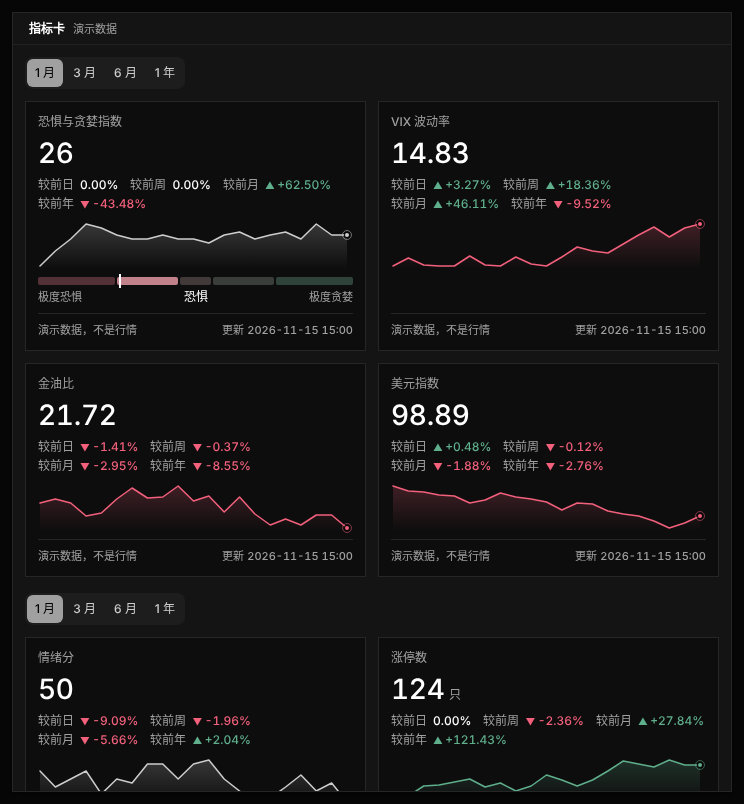 指标卡 演示数据
1 月 3 月 6 月 1 年
恐惧与贪婪指数
26
较前日 0.00% 较前周 0.00% 较前月 ▲+62.50%
较前年 ▼-43.48%
极度恐惧 恐惧 极度贪婪
演示数据，不是行情 更新 2026-11-15 15:00
VIX 波动率
14.83
较前日 ▲+3.27% 较前周 ▲+18.36%
较前月 ▲+46.11% 较前年 ▼-9.52%
演示数据，不是行情 更新 2026-11-15 15:00
金油比
21.72
较前日 ▼-1.41% 较前周 ▼-0.37%
较前月 ▼-2.95% 较前年 ▼-8.55%
演示数据，不是行情 更新 2026-11-15 15:00
美元指数
98.89
较前日 ▲+0.48% 较前周 ▼-0.12%
较前月 ▼-1.88% 较前年 ▼-2.76%
演示数据，不是行情 更新 2026-11-15 15:00
1 月 3 月 6 月 1 年
情绪分
50
较前日 ▼-9.09% 较前周 ▼-1.96%
较前月 ▼-5.66% 较前年 ▲+2.04%
涨停数
124 只
较前日 0.00% 较前周 ▼-2.36% 较前月 ▲+27.84%
较前年 ▲+121.43%